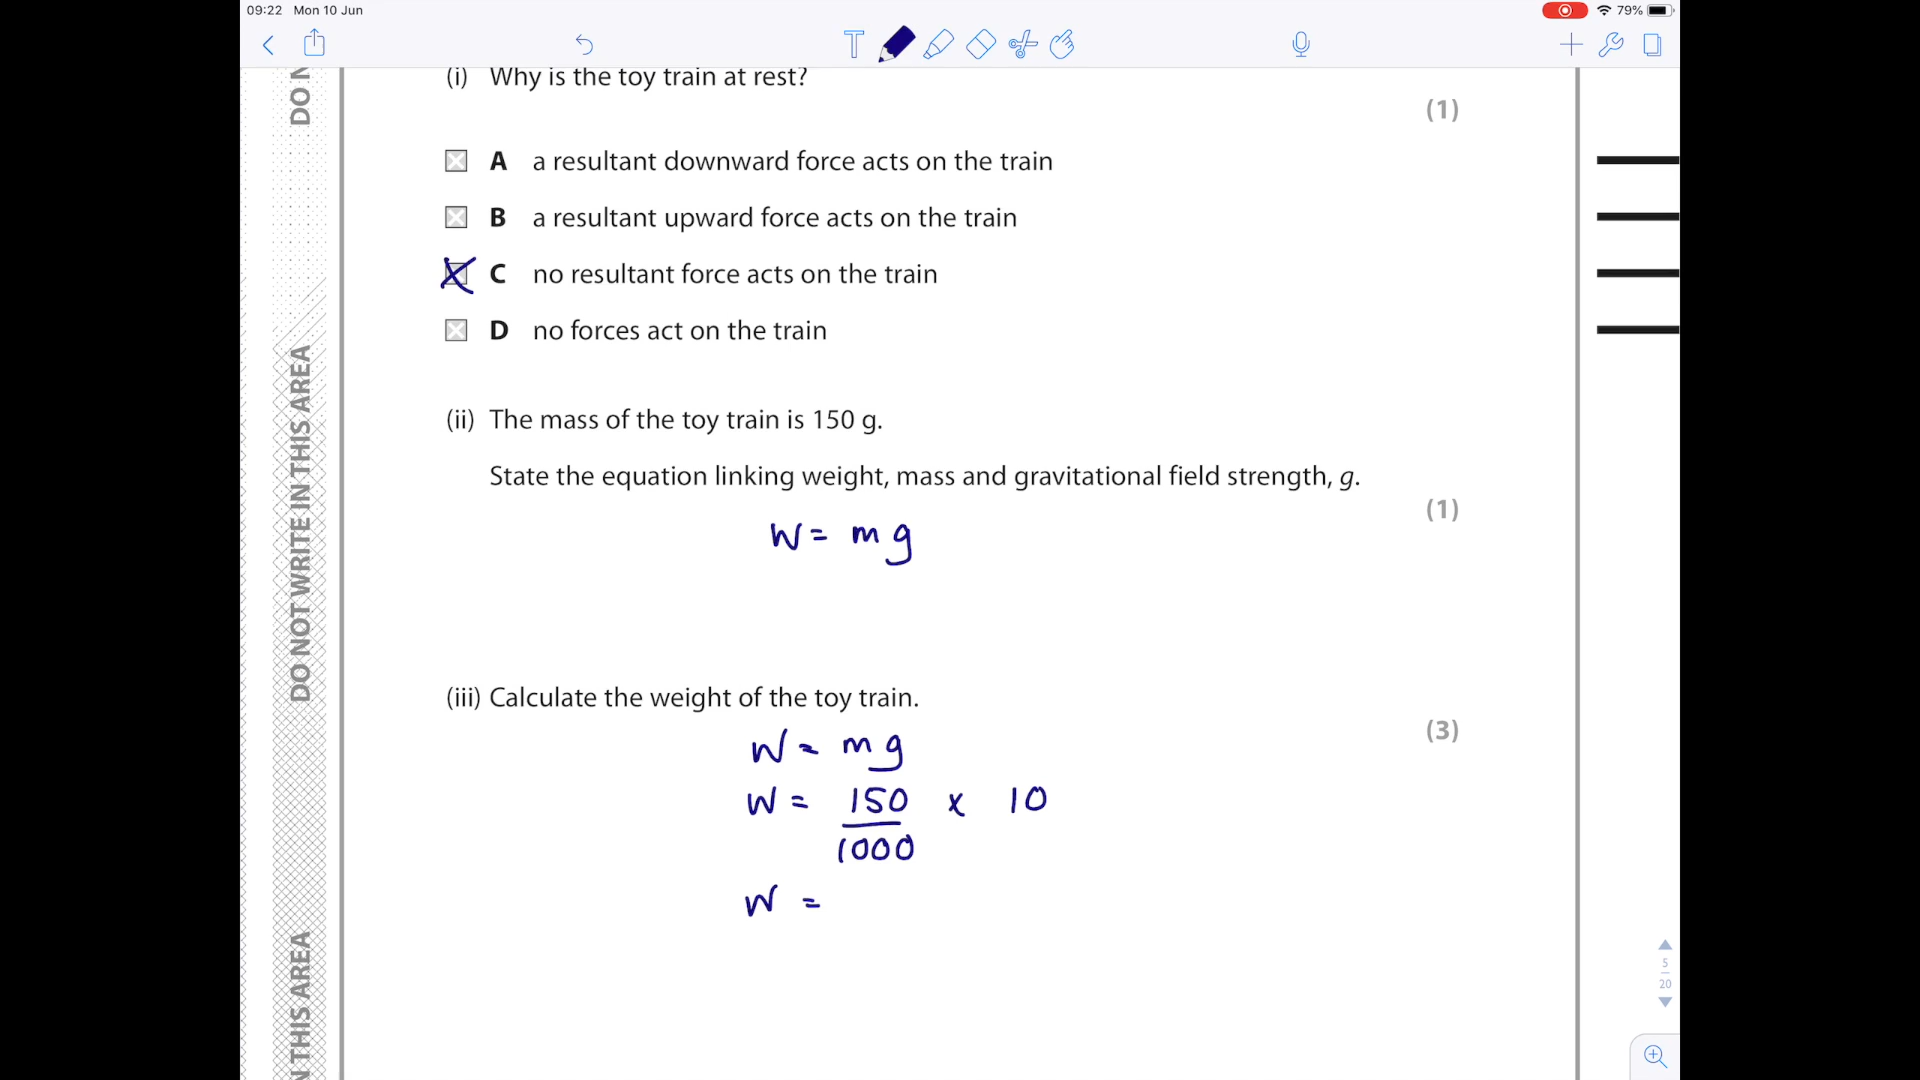 09:22 Mon 10 Jun
79%
(i) Why is the toy train at rest?
(1)
A a resultant downward force acts on the train
B a resultant upward force acts on the train
C no resultant force acts on the train
D no forces act on the train
(ii) The mass of the toy train is 150 g.
State the equation linking weight, mass and gravitational field strength, g.
(1)
W = mg
(iii) Calculate the weight of the toy train.
(3)
W = mg
W = 150 x 10
1000
W =
DO N
DO NOT WRITE IN THIS AREA
N THIS AREA
T
5
20